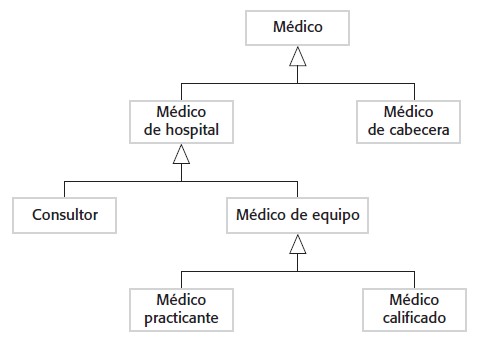 Médico
Médico
de hospital
Médico
de cabecera
Consultor
Médico de equipo
Médico
practicante
Médico
calificado